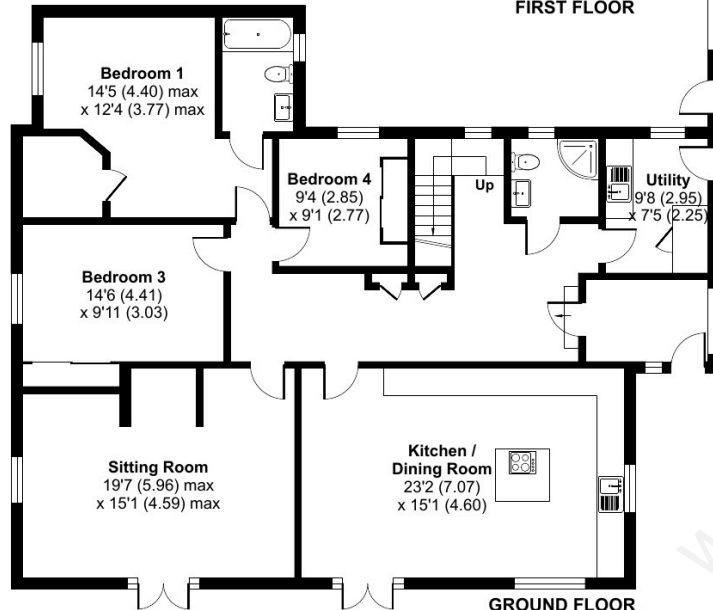 FIRST FLOOR
Bedroom 1
14'5 (4.40) max
x 12'4 (3.77) max
Bedroom 4
9'4 (2.85)
x 9'1 (2.77)
Up
Utility
9'8 (2.95)
x 7'5 (2.25)
Bedroom 3
14'6 (4.41)
x 9'11 (3.03)
Sitting Room
19'7 (5.96) max
x 15'1 (4.59) max
Kitchen /
Dining Room
23'2 (7.07)
x 15'1 (4.60)
GROUND FLOOR